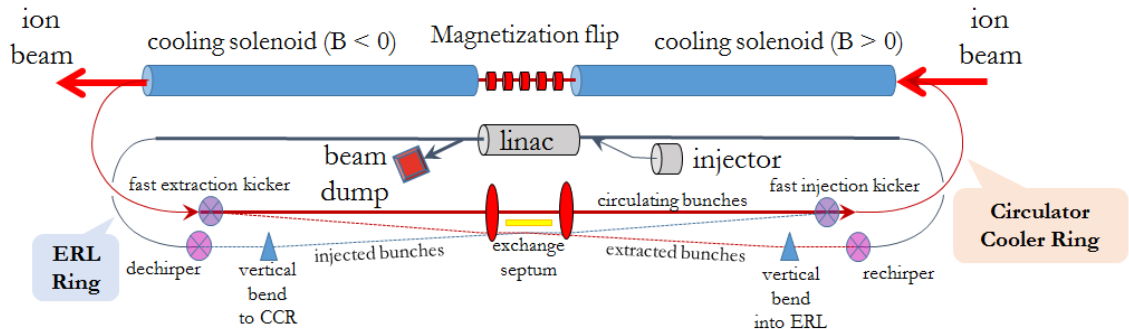 ion
beam
cooling solenoid (B < 0)
Magnetization flip
cooling solenoid (B > 0)
ion
beam
linac
beam
dump
injector
fast extraction kicker
circulating bunches
fast injection kicker
Circulator
Cooler Ring
ERL
Ring
dechirper
injected bunches
exchange
septum
extracted bunches
rechirper
vertical
bend
to CCR
vertical
bend
into ERL